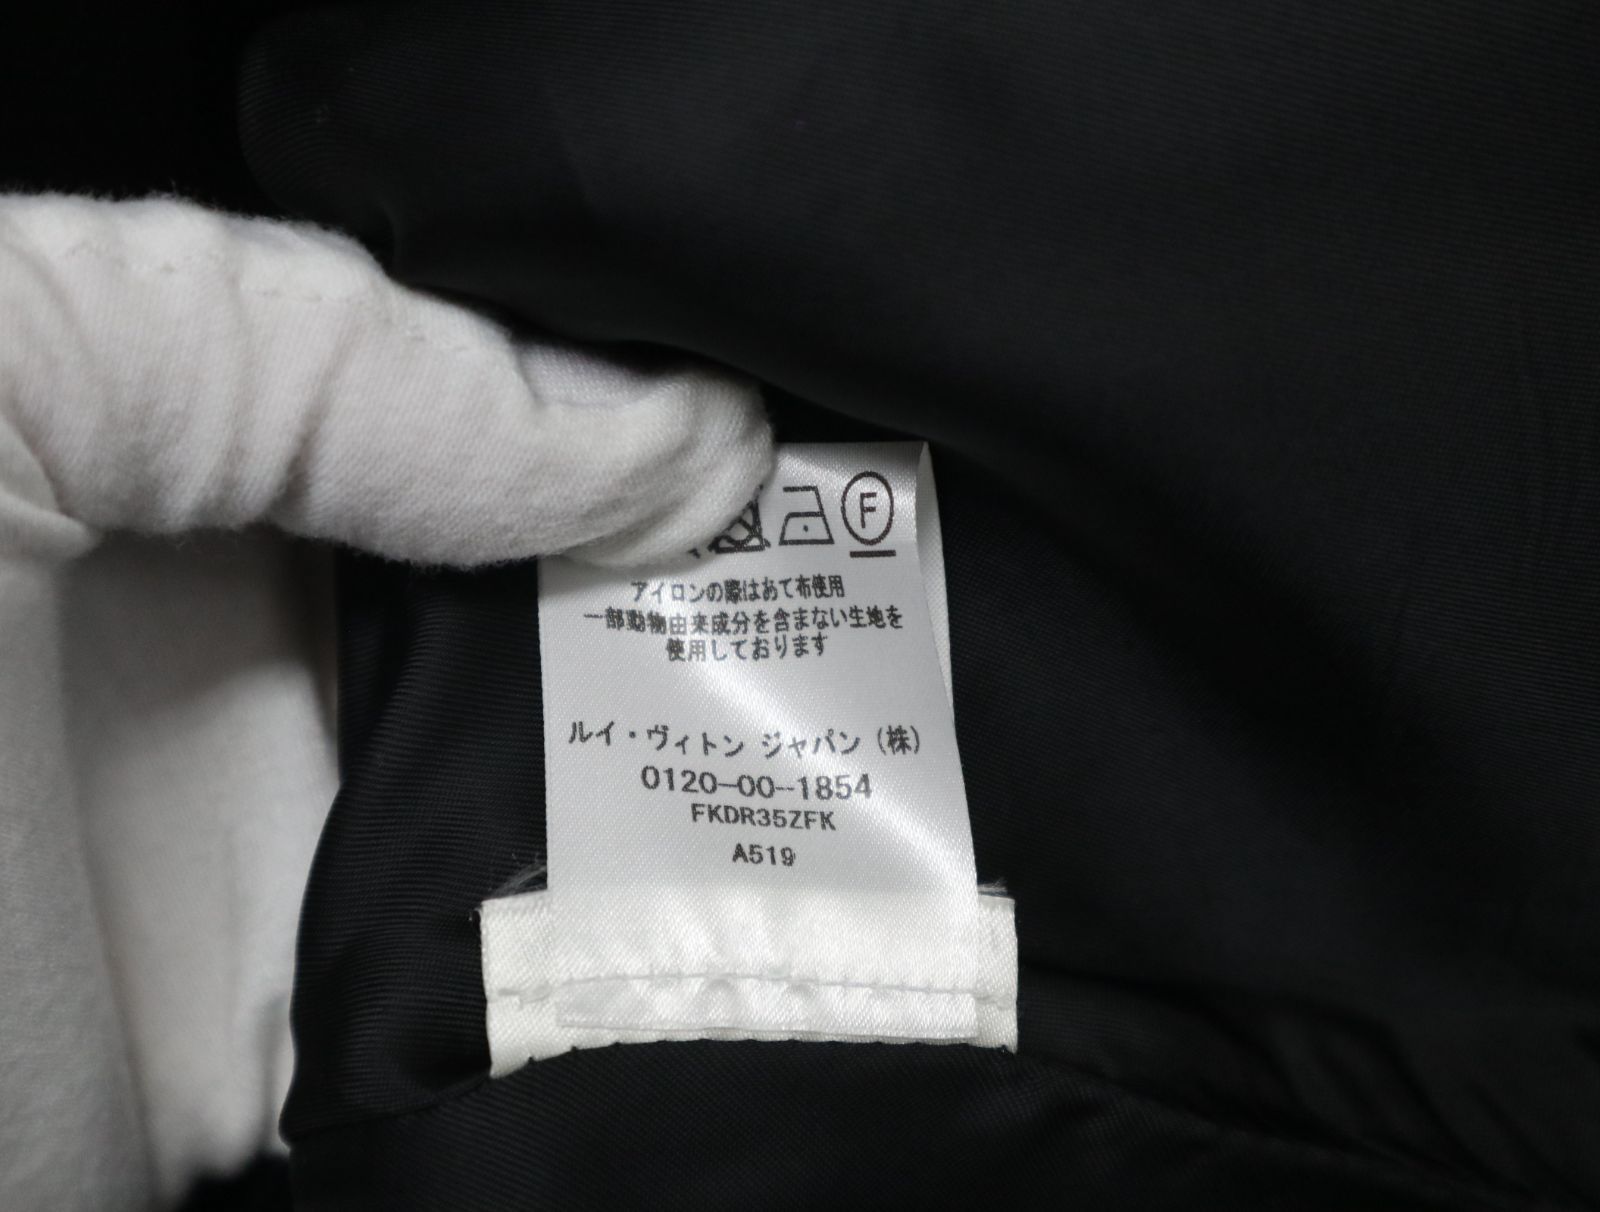 F
アイロンの際はあて布使用
一部動物由来成分を含まない生地を
使用しております
ルイ・ヴィトン ジャパン(株)
0120-00-1854
FKDR35ZFK
A519